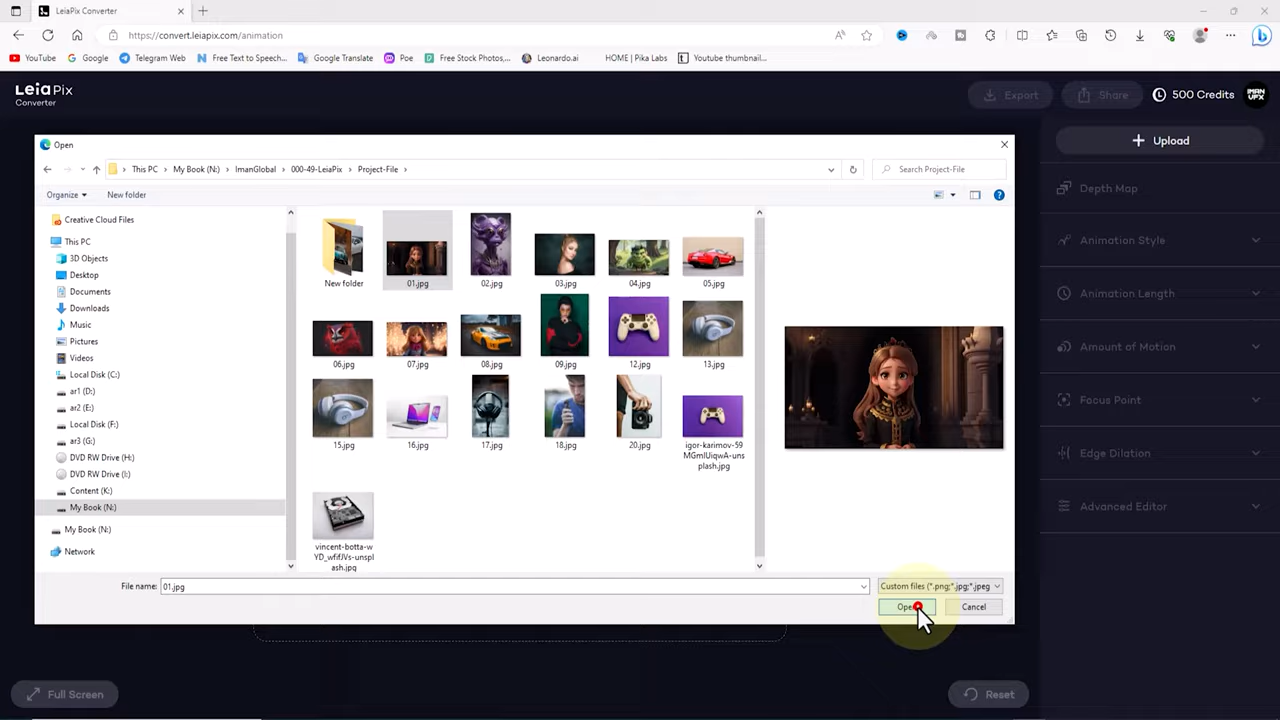 LeiaPix Converter
https://convert.leiapix.com/animation
YouTube
Google
Telegram Web
Free Text to Speech...
Google Translate
Poe
Free Stock Photos,...
Leonardo.ai
HOME | Pika Labs
Youtube thumbnail...
LeiaPix
Converter
Export
Share
500 Credits
IMAN
VFX
Open
Upload
This PC
My Book (N:)
ImanGlobal
000-49-LeiaPix
Project-File
Search Project-File
Organize
New folder
Creative Cloud Files
This PC
3D Objects
Desktop
Documents
Downloads
Music
Pictures
Videos
Local Disk (C:)
ar1 (D:)
ar2 (E:)
Local Disk (F:)
ar3 (G:)
DVD RW Drive (H:)
DVD RW Drive (I:)
Content (K:)
My Book (N:)
My Book (N:)
Network
New folder
01.jpg
02.jpg
03.jpg
04.jpg
05.jpg
06.jpg
07.jpg
08.jpg
09.jpg
12.jpg
13.jpg
15.jpg
16.jpg
17.jpg
18.jpg
20.jpg
igor-karimov-59
MGmIUiqwA-uns
plash.jpg
vincent-botta-w
YD_wfifJVs-unspl
ash.jpg
File name:
01.jpg
Custom files (*.png;*.jpg;*.jpeg
Open
Cancel
Depth Map
Animation Style
Animation Length
Amount of Motion
Focus Point
Edge Dilation
Advanced Editor
Full Screen
Reset